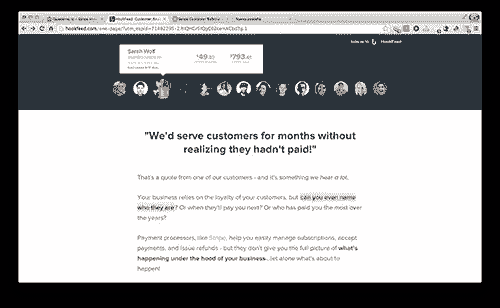 HookFeed: Customer
HookFeed
Sarah Wolf
"We'd serve customers for months without
realizing they hadn't paid!"
That's a quote from one of our customers - and it's something we hear a lot.
Your business relies on the loyalty of your customers, but can you even name
who they are? Or when they'll pay you next? Or who has paid you the most over
the years?
Payment processors, like Stripe, help you easily manage subscriptions, accept
payments, and issue refunds - but they don't give you the full picture of what's
happening under the hood of your business...let alone what's about to
happen!